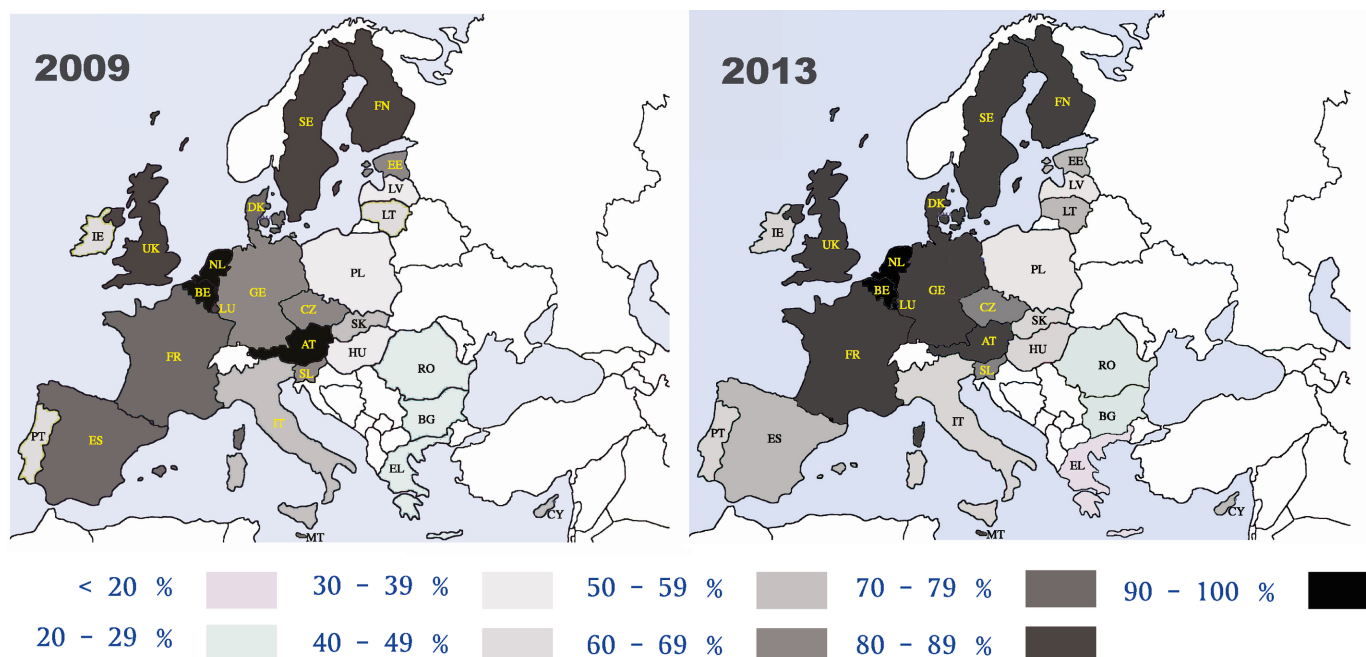 2009
FN
SE
EE
LV
DK
LT
IE
UK
NL
PL
BE
GE
LU
CZ
SK
AT
HU
FR
SL
RO
IT
BG
PT
ES
EL
CY
MT
2013
FN
SE
EE
LV
DK
LT
IE
UK
NL
PL
BE
GE
LU
CZ
SK
AT
HU
FR
SL
RO
BG
IT
PT
ES
EL
CY
MT
< 20 % 30 - 39 % 50 - 59 % 70 - 79 % 90 - 100 %
20 - 29 % 40 - 49 % 60 - 69 % 80 - 89 %